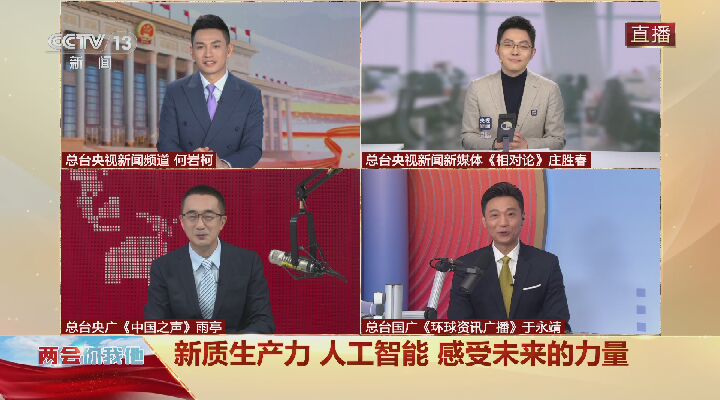 CCTV 13
新闻
直播
总台央视新闻频道 何岩柯
总台央视新闻新媒体《相对论》庄胜春
央视新闻
总台央广《中国之声》雨亭
总台国广《环球资讯广播》于永靖
两会你我他
新质生产力 人工智能 感受未来的力量